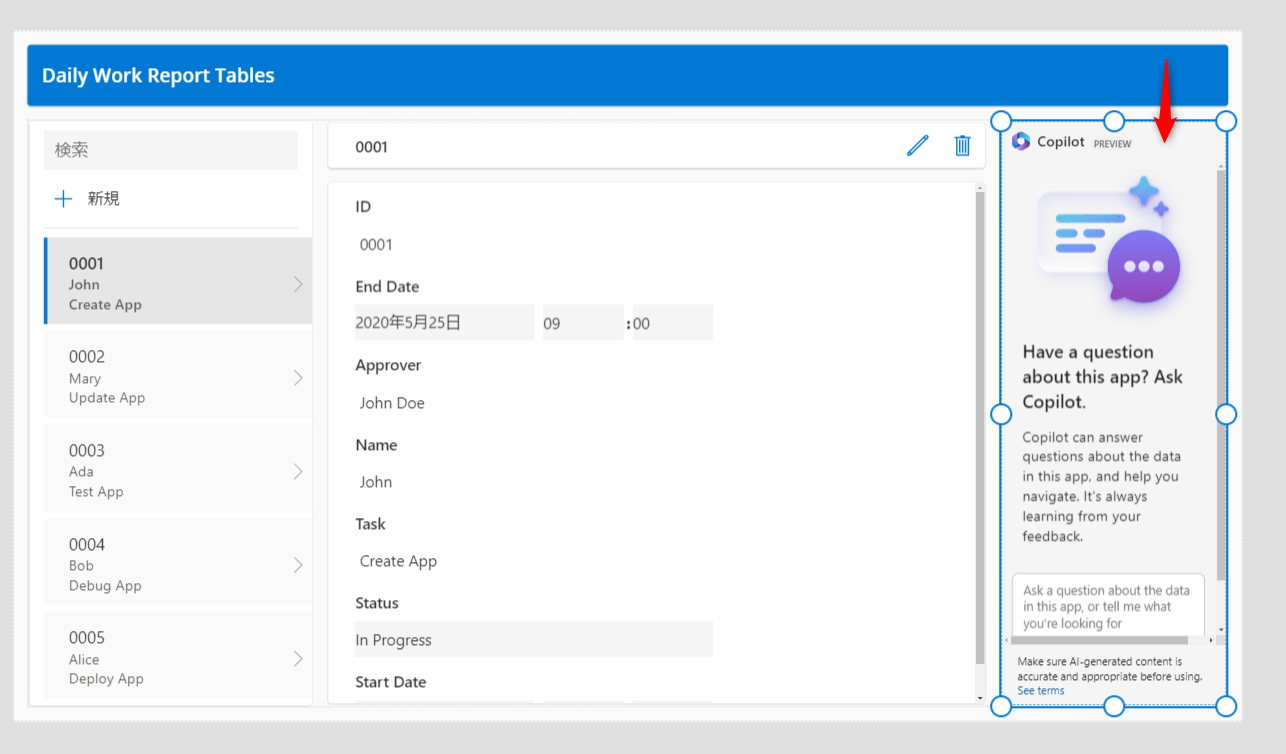 Daily Work Report Tables
検索
新規
0001
John
Create App
0002
Mary
Update App
0003
Ada
Test App
0004
Bob
Debug App
0005
Alice
Deploy App
0001
ID
0001
End Date
2020年5月25日 09 :00
Approver
John Doe
Name
John
Task
Create App
Status
In Progress
Start Date
Copilot PREVIEW
Have a question
about this app? Ask
Copilot.
Copilot can answer
questions about the data
in this app, and help you
navigate. It's always
learning from your
feedback.
Ask a question about the data
in this app, or tell me what
you're looking for
Make sure AI-generated content is
accurate and appropriate before using.
See terms